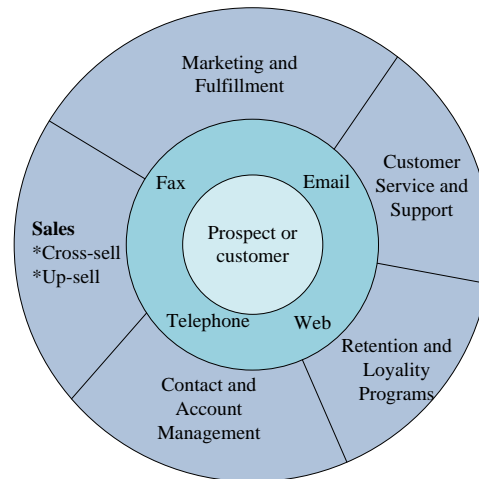 Marketing and
Fulfillment
Fax
Email
Customer
Service and
Support
Sales
*Cross-sell
*Up-sell
Prospect or
customer
Telephone
Web
Retention and
Loyality
Programs
Contact and
Account
Management